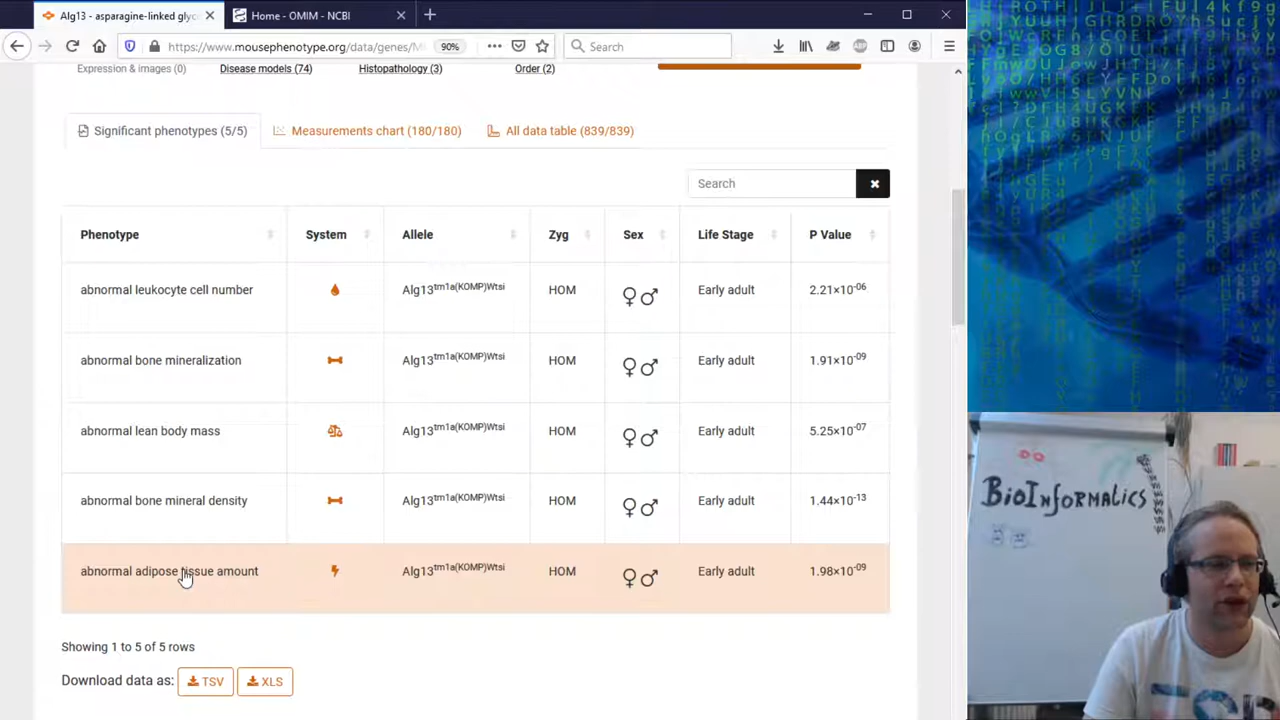 Alg13 - asparagine-linked glyc
Home - OMIM - NCBI
https://www.mousephenotype.org/data/genes/M
90%
Search
Expression & images (0)
Disease models (74)
Histopathology (3)
Order (2)
Significant phenotypes (5/5)
Measurements chart (180/180)
All data table (839/839)
Search
Phenotype System Allele Zyg Sex Life Stage P Value
abnormal leukocyte cell number Alg13tm1a(KOMP)Wtsi HOM ♀♂ Early adult 2.21×10-06
abnormal bone mineralization Alg13tm1a(KOMP)Wtsi HOM ♀♂ Early adult 1.91×10-09
abnormal lean body mass Alg13tm1a(KOMP)Wtsi HOM ♀♂ Early adult 5.25×10-07
abnormal bone mineral density Alg13tm1a(KOMP)Wtsi HOM ♀♂ Early adult 1.44×10-13
abnormal adipose tissue amount Alg13tm1a(KOMP)Wtsi HOM ♀♂ Early adult 1.98×10-09
Showing 1 to 5 of 5 rows
Download data as: TSV XLS
BioInformatics